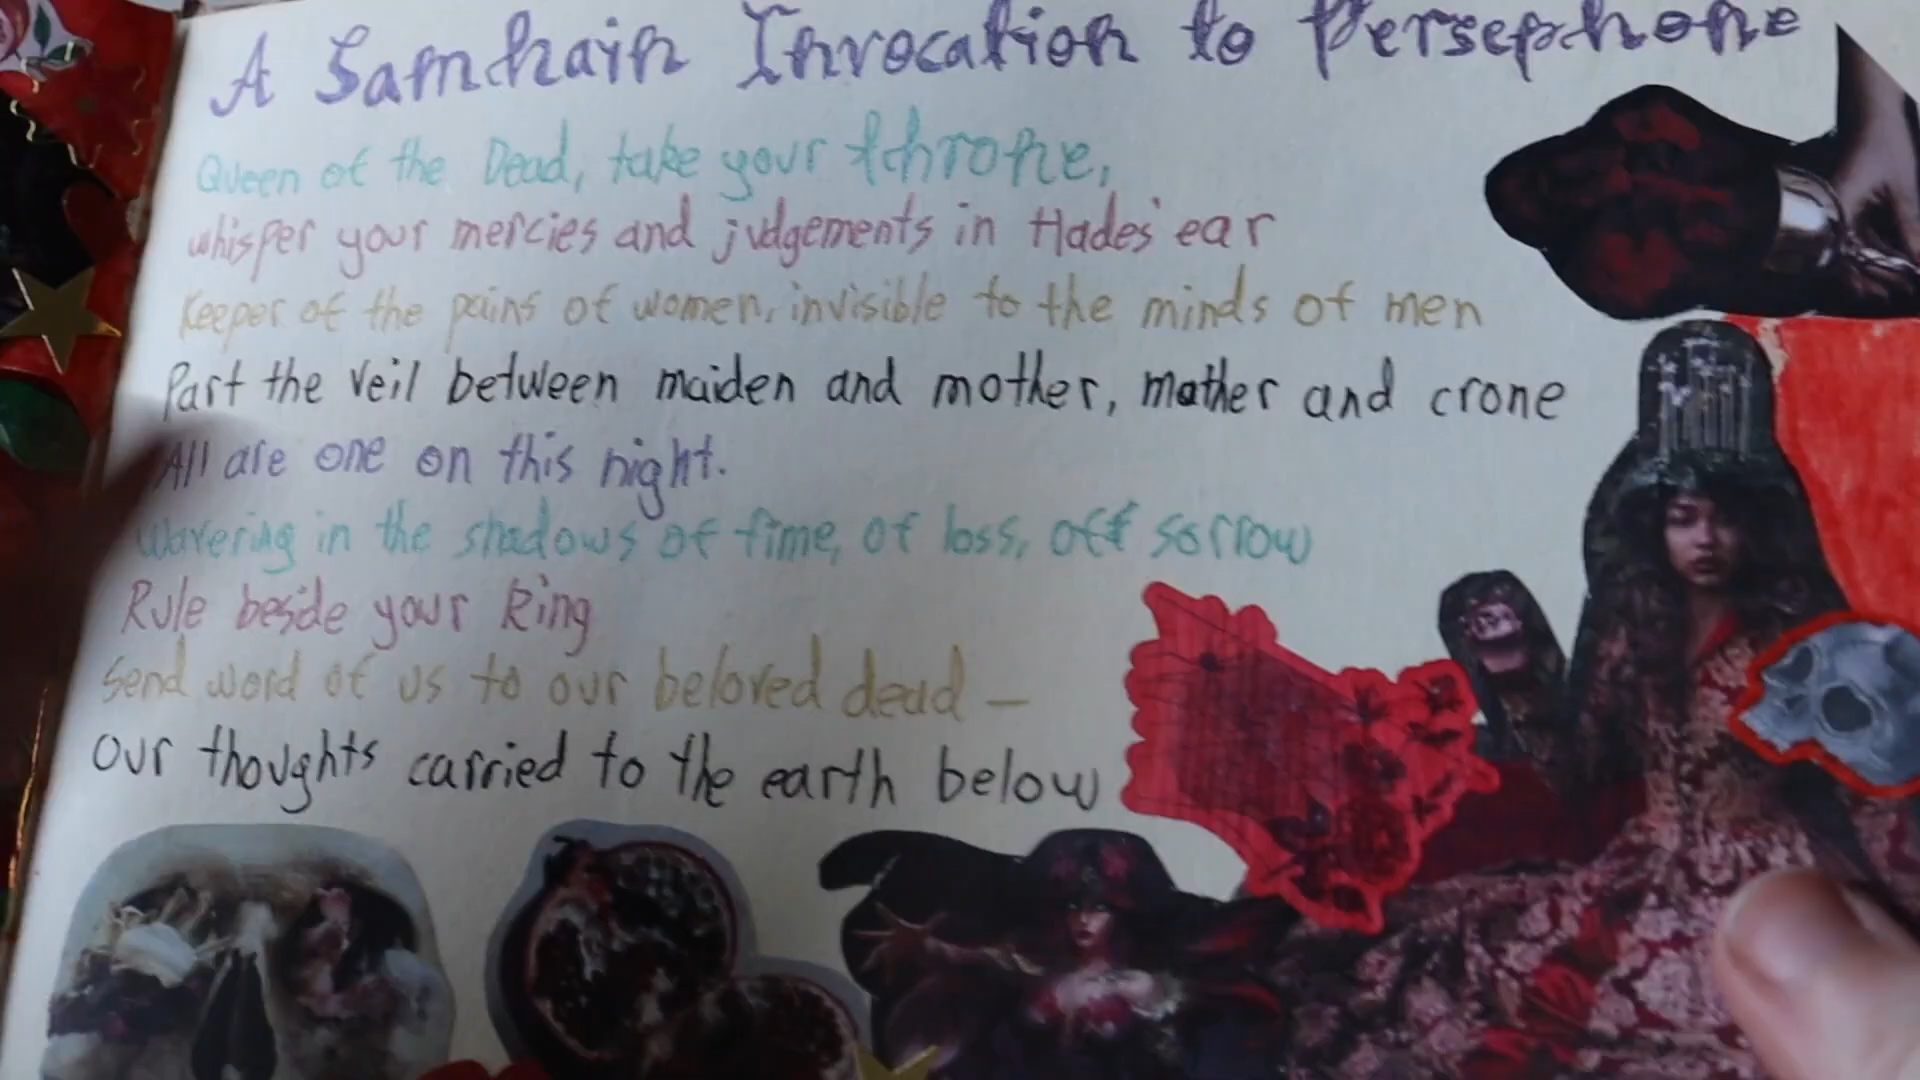 A Samhain Invocation to Persephone
Queen of the Dead, take your throne,
whisper your mercies and judgements in Hades' ear
Keeper of the pains of women, invisible to the minds of men
Part the veil between maiden and mother, mother and crone
All are one on this night.
Wavering in the shadows of time, of loss, off sorrow
Rule beside your King
Send word of us to our beloved dead —
our thoughts carried to the earth below